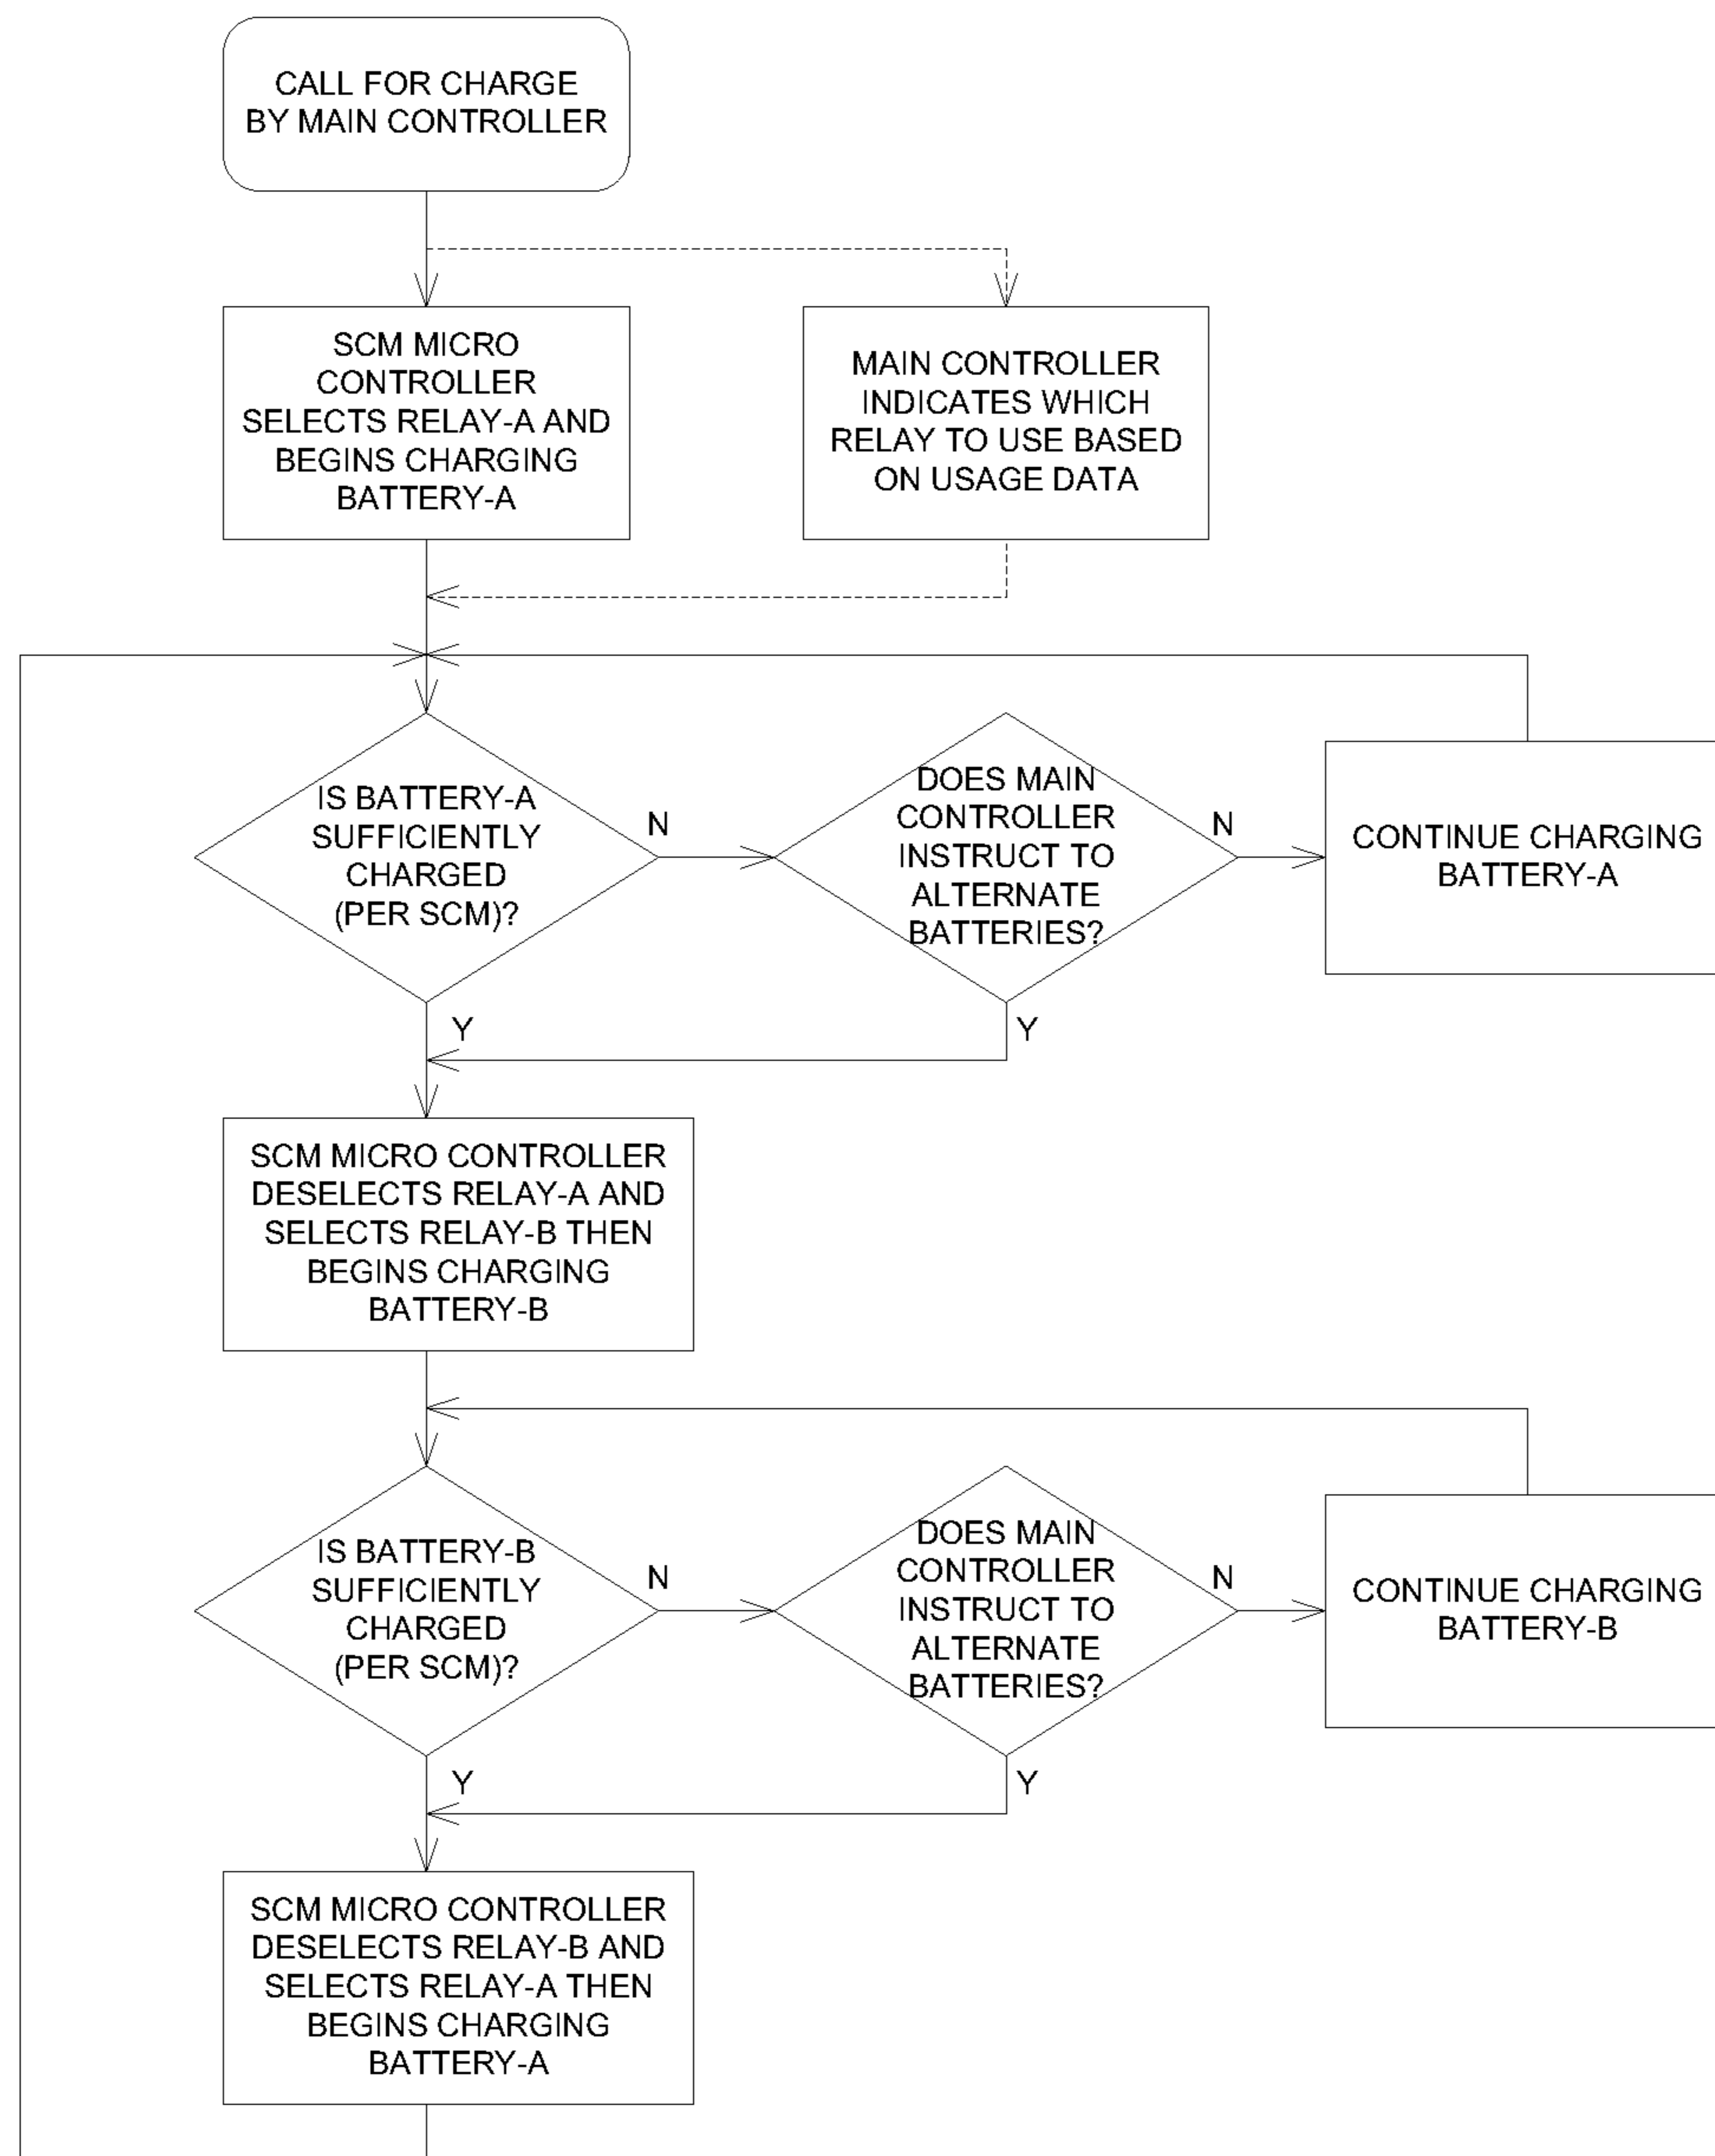 CALL FOR CHARGE
BY MAIN CONTROLLER
SCM MICRO
CONTROLLER
SELECTS RELAY-A AND
BEGINS CHARGING
BATTERY-A
MAIN CONTROLLER
INDICATES WHICH
RELAY TO USE BASED
ON USAGE DATA
IS BATTERY-A
SUFFICIENTLY
CHARGED
(PER SCM)?
N
DOES MAIN
CONTROLLER
INSTRUCT TO
ALTERNATE
BATTERIES?
N
CONTINUE CHARGING
BATTERY-A
Y
Y
SCM MICRO CONTROLLER
DESELECTS RELAY-A AND
SELECTS RELAY-B THEN
BEGINS CHARGING
BATTERY-B
IS BATTERY-B
SUFFICIENTLY
CHARGED
(PER SCM)?
N
DOES MAIN
CONTROLLER
INSTRUCT TO
ALTERNATE
BATTERIES?
N
CONTINUE CHARGING
BATTERY-B
Y
Y
SCM MICRO CONTROLLER
DESELECTS RELAY-B AND
SELECTS RELAY-A THEN
BEGINS CHARGING
BATTERY-A